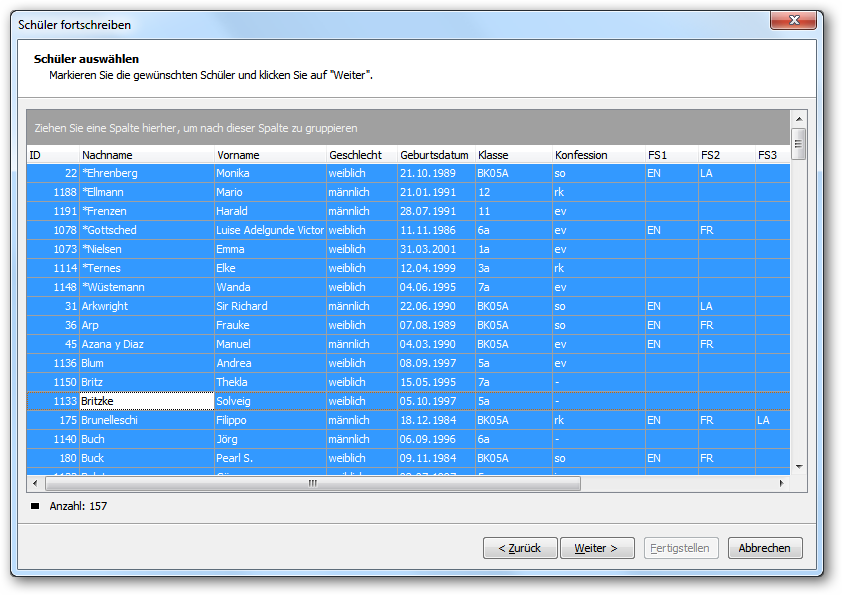 Schüler fortschreiben
Schüler auswählen
Markieren Sie die gewünschten Schüler und klicken Sie auf "Weiter".
Ziehen Sie eine Spalte hierher, um nach dieser Spalte zu gruppieren
ID Nachname Vorname Geschlecht Geburtsdatum Klasse Konfession FS1 FS2 FS3
22 *Ehrenberg Monika weiblich 21.10.1989 BK05A so EN LA
1188 *Ellmann Mario männlich 21.01.1991 12 rk
1191 *Frenzen Harald männlich 28.07.1991 11 ev
1078 *Gottsched Luise Adelgunde Victor weiblich 11.11.1986 6a ev EN FR
1073 *Nielsen Emma weiblich 31.03.2001 1a ev
1114 *Ternes Elke weiblich 12.04.1999 3a rk
1148 *Wüstemann Wanda weiblich 04.06.1995 7a ev
31 Arkwright Sir Richard männlich 22.06.1990 BK05A so EN LA
36 Arp Frauke weiblich 07.08.1989 BK05A so EN FR
45 Azana y Diaz Manuel männlich 04.03.1990 BK05A ev EN FR
1136 Blum Andrea weiblich 08.09.1997 5a ev
1150 Britz Thekla weiblich 15.05.1995 7a -
1133 Britzke Solveig weiblich 05.10.1997 5a -
175 Brunelleschi Filippo männlich 18.12.1984 BK05A rk EN FR LA
1140 Buch Jörg männlich 06.09.1996 6a -
180 Buck Pearl S. weiblich 09.11.1984 BK05A so EN FR
Anzahl: 157
< Zurück Weiter > Fertigstellen Abbrechen